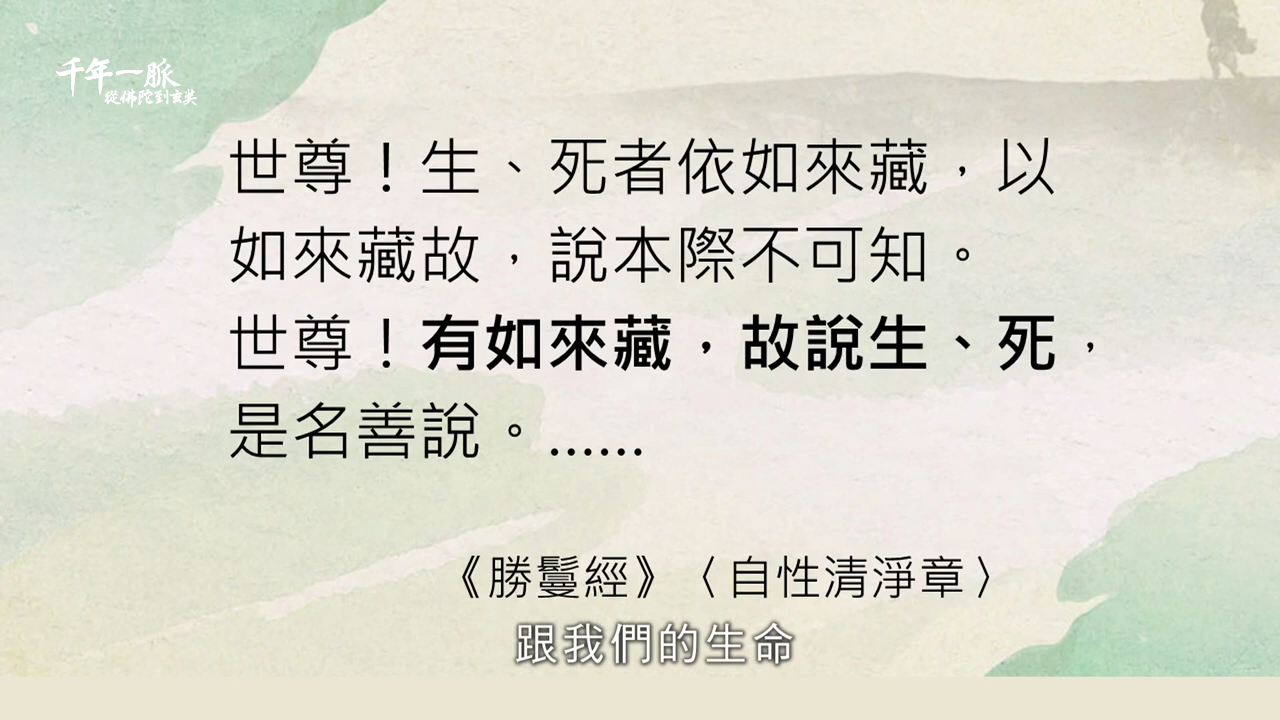 千年一脈
從佛陀到玄奘
世尊！生、死者依如來藏，以
如來藏故，說本際不可知。
世尊！有如來藏，故說生、死，
是名善說。......
《勝鬘經》〈自性清淨章〉
跟我們的生命